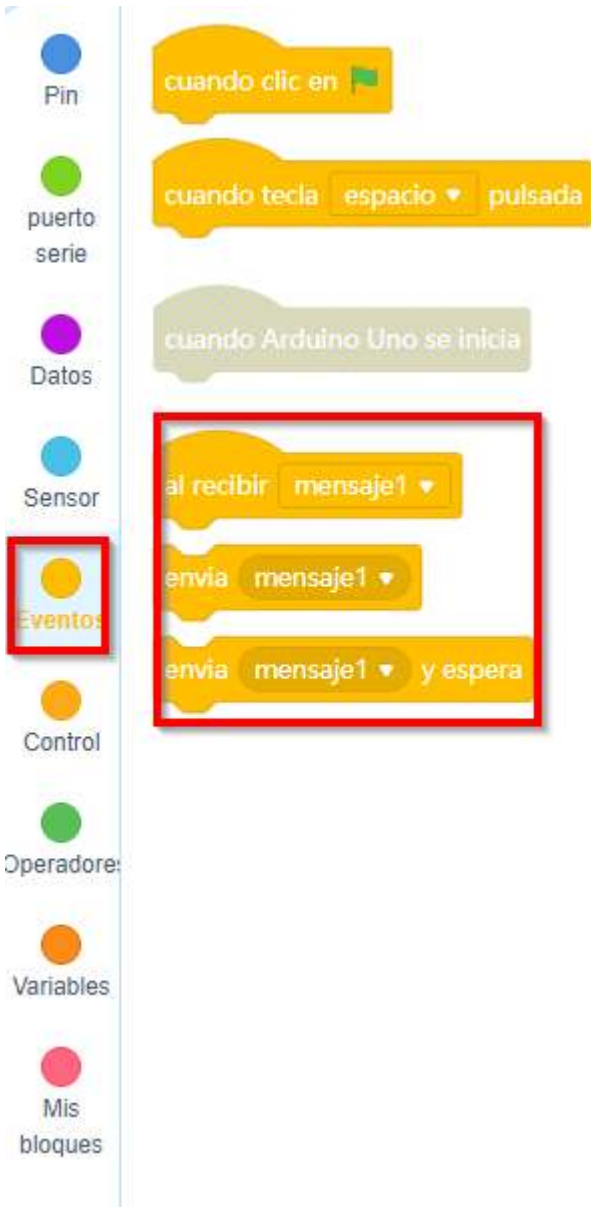 Pin
puerto
serie
Datos
Sensor
Eventos
Control
Operadores
Variables
Mis
bloques
cuando clic en
cuando tecla espacio pulsada
cuando Arduino Uno se inicia
al recibir mensaje1
envia mensaje1
envia mensaje1 y espera